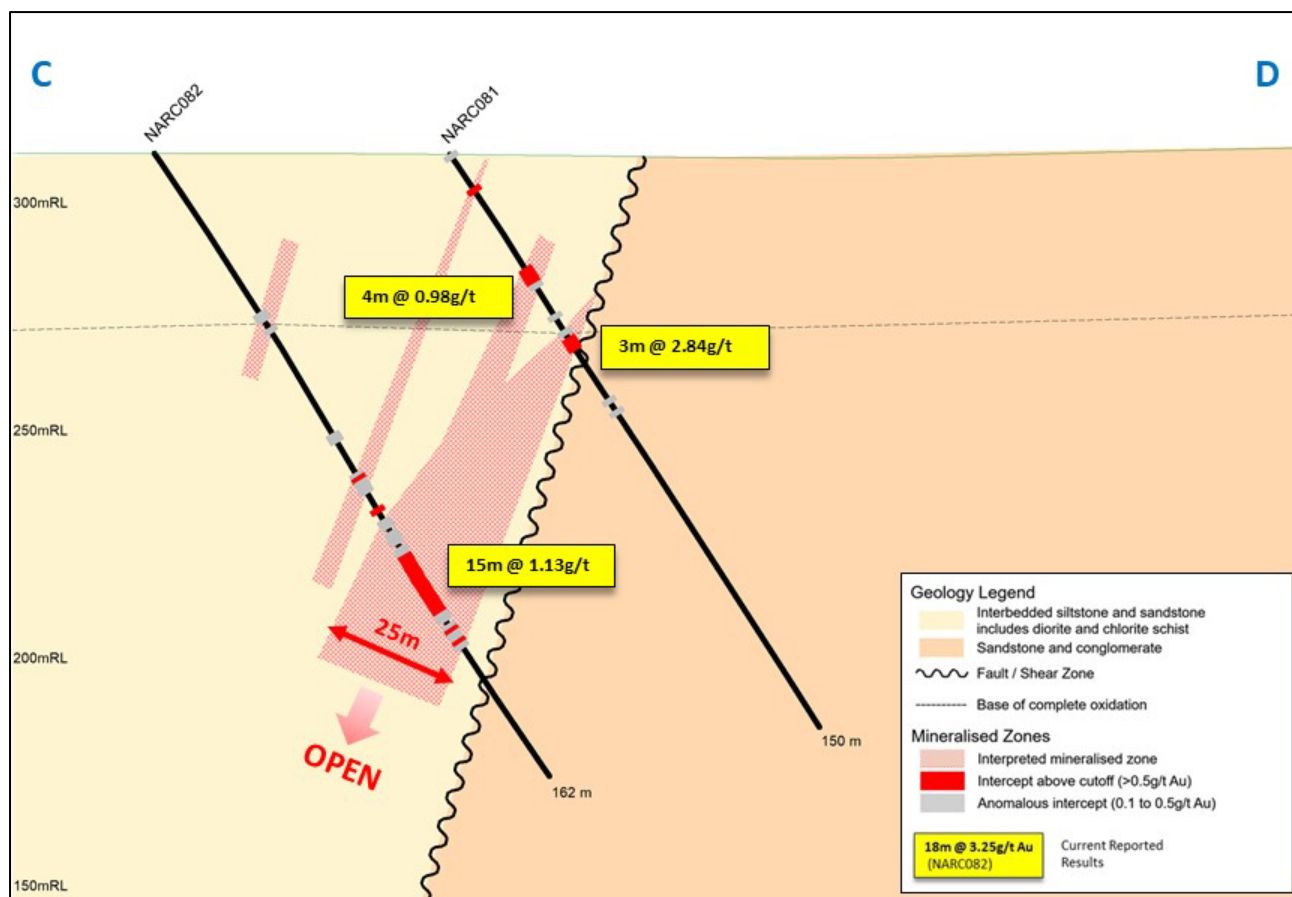 C
D
NARC082
NARC081
300mRL
4m @ 0.98g/t
3m @ 2.84g/t
250mRL
15m @ 1.13g/t
25m
200mRL
OPEN
150 m
162 m
150mRL
Geology Legend
Interbedded siltstone and sandstone
includes diorite and chlorite schist
Sandstone and conglomerate
Fault / Shear Zone
Base of complete oxidation
Mineralised Zones
Interpreted mineralised zone
Intercept above cutoff (>0.5g/t Au)
Anomalous intercept (0.1 to 0.5g/t Au)
18m @ 3.25g/t Au
(NARC082)
Current Reported
Results